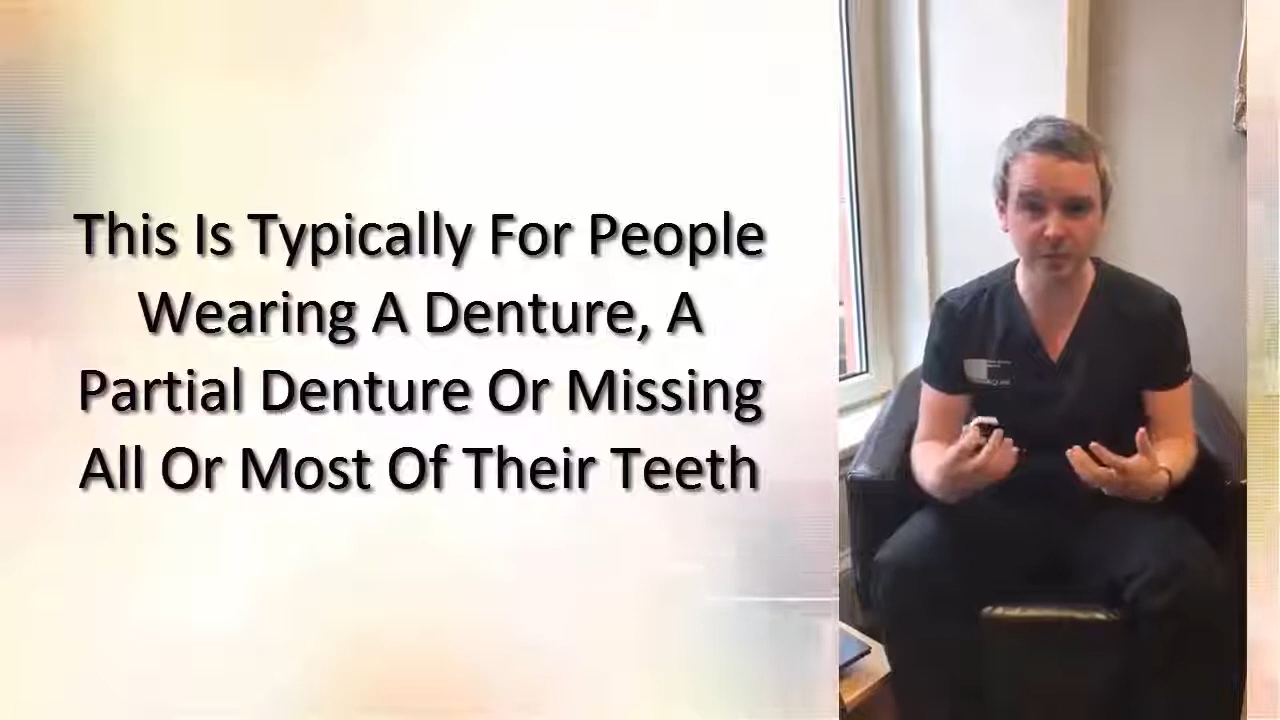 This Is Typically For People
Wearing A Denture, A
Partial Denture Or Missing
All Or Most Of Their Teeth